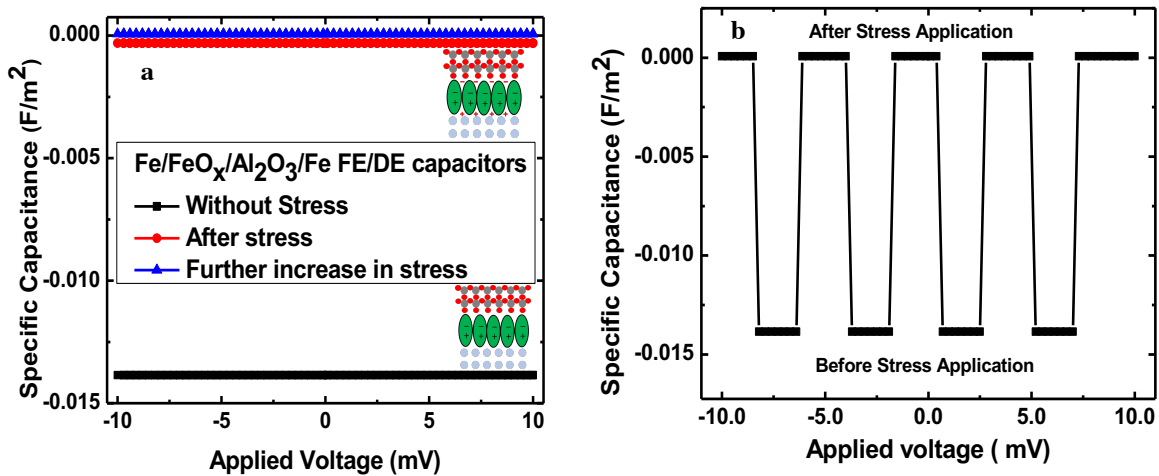 a
0.000
-0.005
-0.010
-0.015
Specific Capacitance (F/m²)
Fe/FeOₓ/Al₂O₃/Fe FE/DE capacitors
Without Stress
After stress
Further increase in stress
-10 -5 0 5 10
Applied Voltage (mV)
b
After Stress Application
0.000
-0.005
-0.010
-0.015
Specific Capacitance (F/m²)
Before Stress Application
-10.0 -5.0 0.0 5.0 10.0
Applied voltage ( mV)